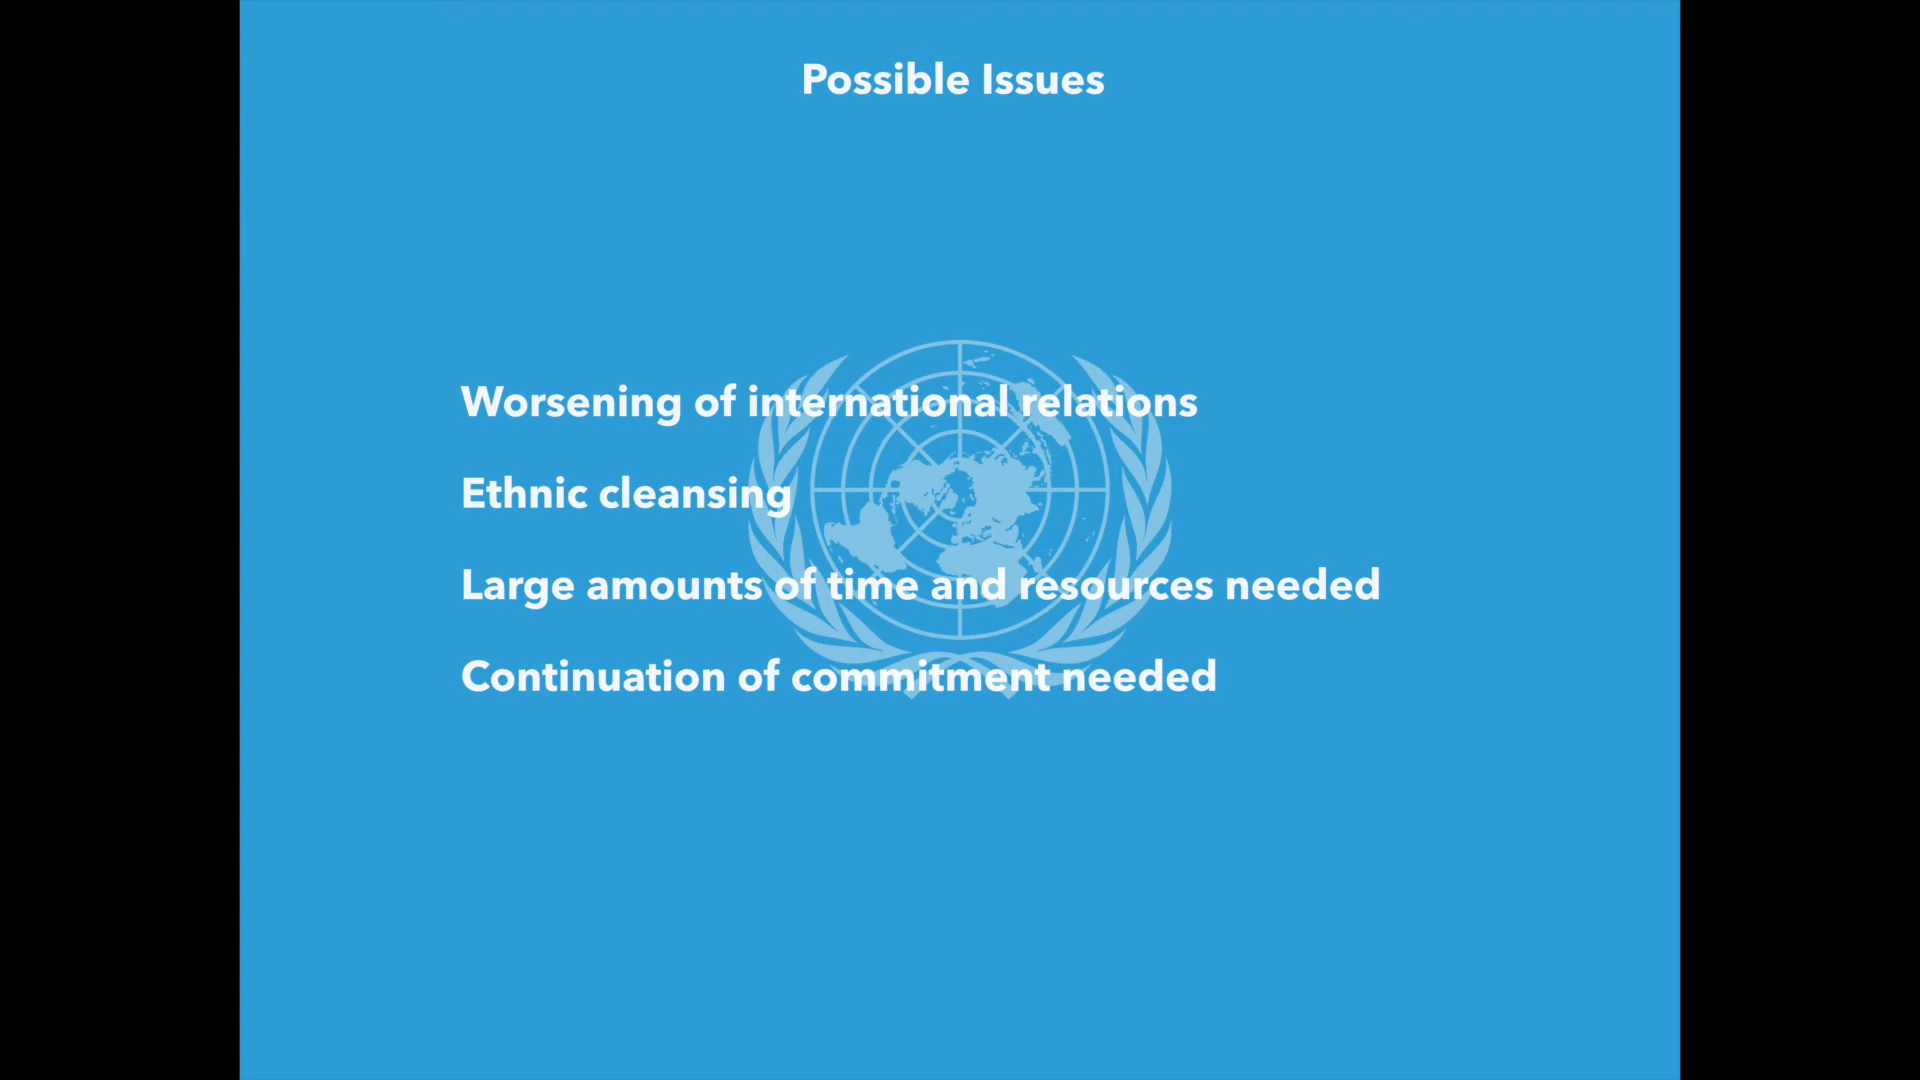 Possible Issues
Worsening of international relations
Ethnic cleansing
Large amounts of time and resources needed
Continuation of commitment needed